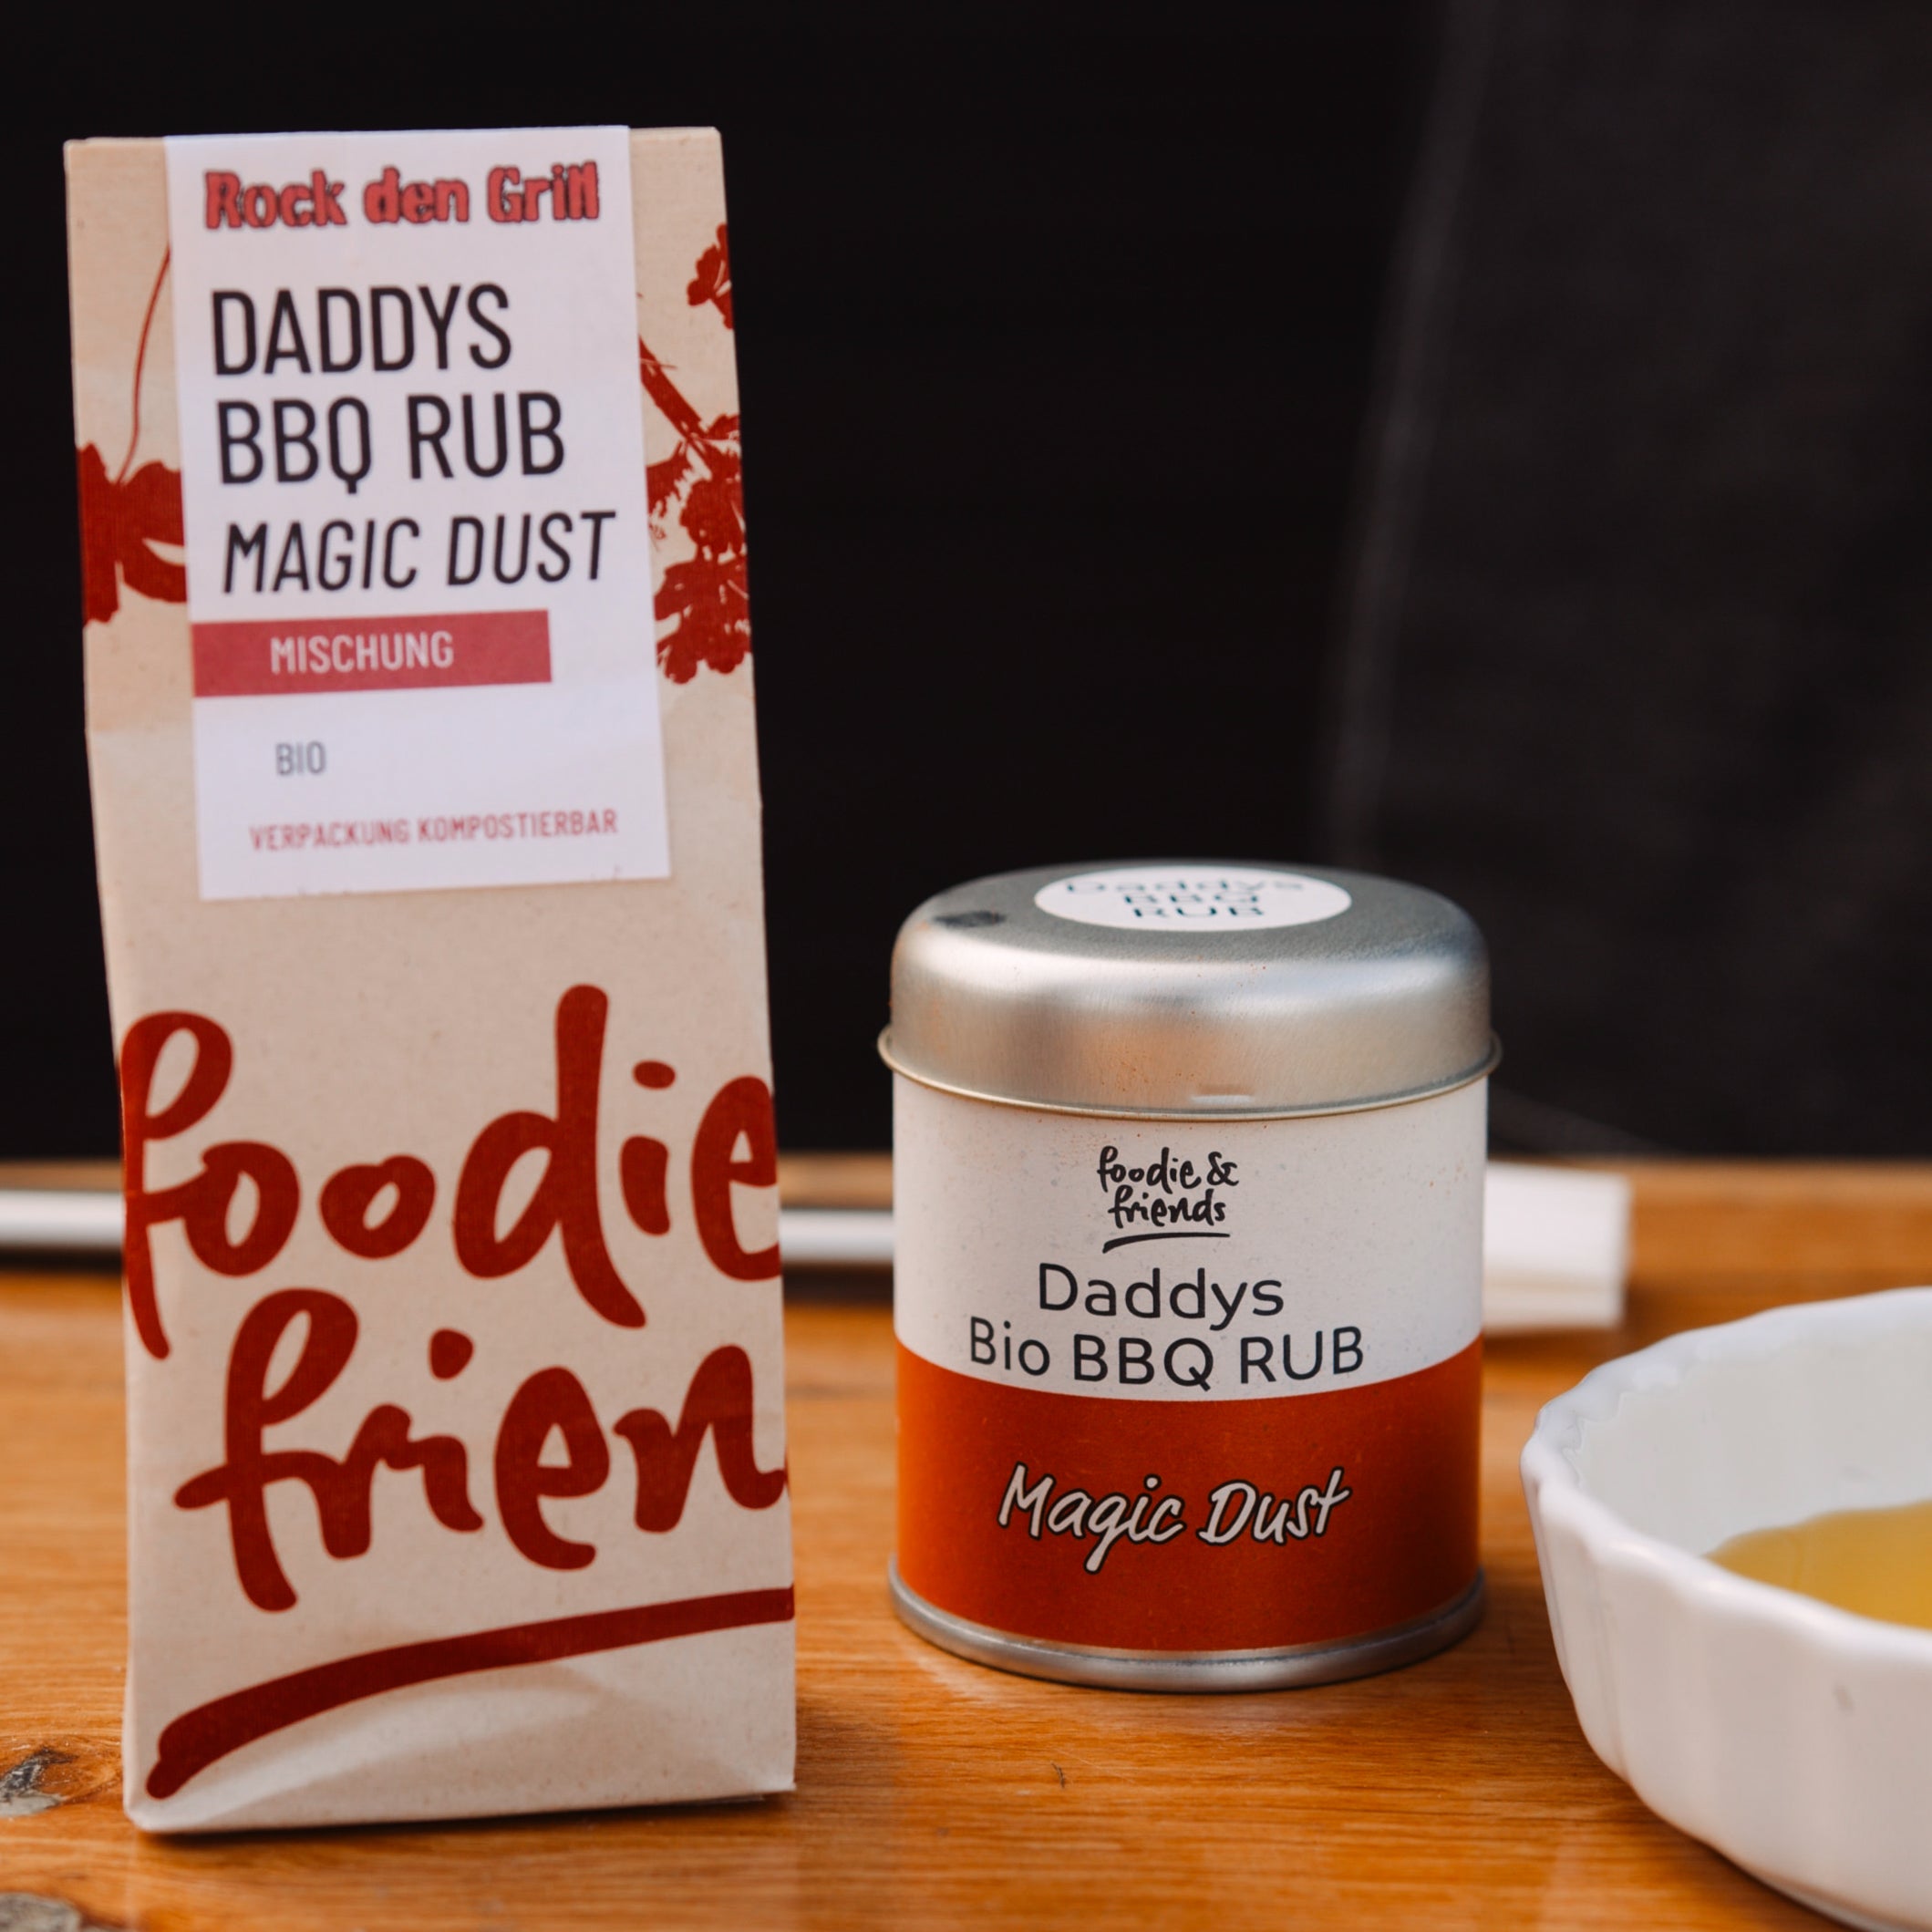 Rock den Grill
DADDYS
BBQ RUB
MAGIC DUST
MISCHUNG
BIO
VERPACKUNG KOMPOSTIERBAR
foodie
frien
Daddys
BBQ
RUB
foodie &
friends
Daddys
Bio BBQ RUB
Magic Dust